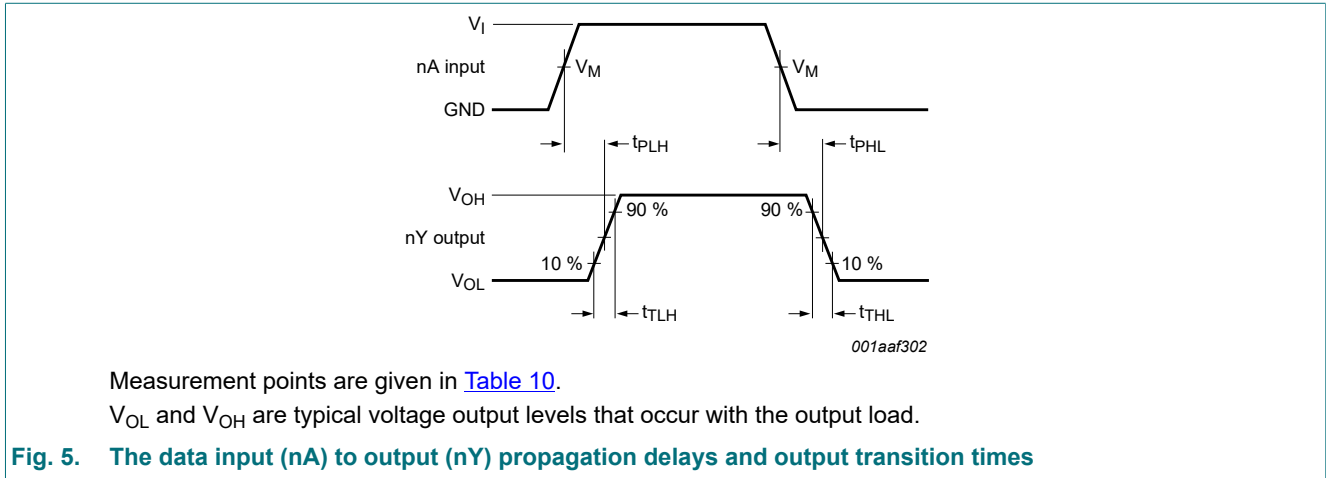 V_I
nA input
V_M
V_M
GND
t_PLH
t_PHL
V_OH
90 %
90 %
nY output
10 %
10 %
V_OL
t_TLH
t_THL
001aaf302
Measurement points are given in Table 10.
V_OL and V_OH are typical voltage output levels that occur with the output load.
Fig. 5. The data input (nA) to output (nY) propagation delays and output transition times